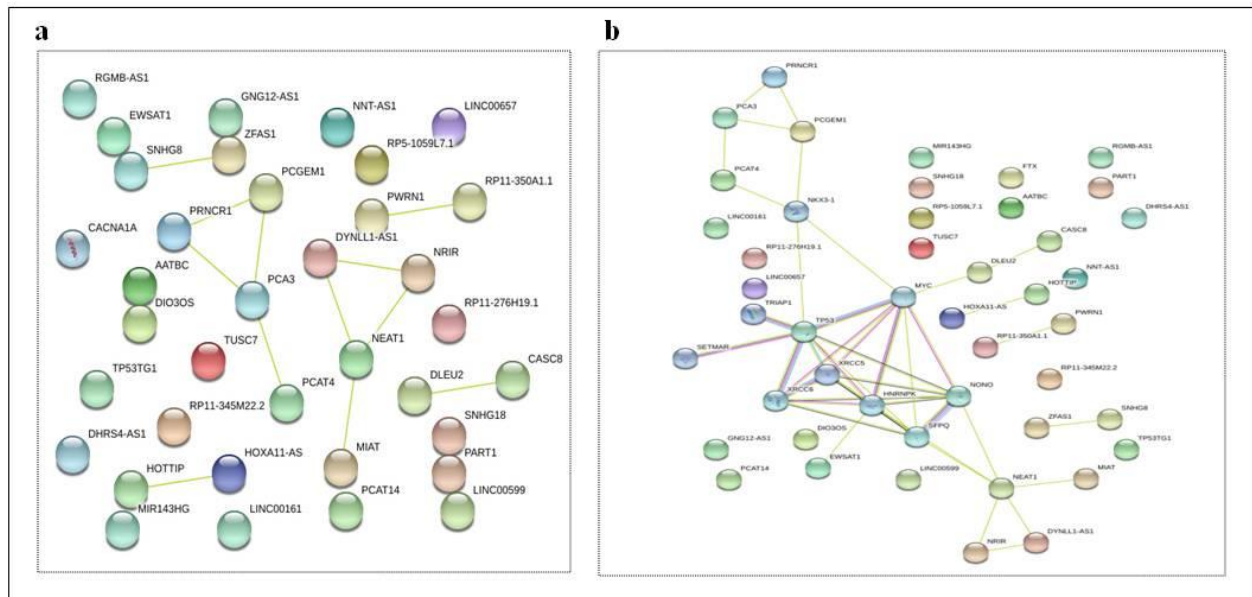 a
RGMB-AS1
GNG12-AS1
NNT-AS1
LINC00657
EWSAT1
ZFAS1
SNHG8
RP5-1059L7.1
PCGEM1
RP11-350A1.1
PWRN1
PRNCR1
CACNA1A
DYNLL1-AS1
NRIR
AATBC
PCA3
DIO3OS
RP11-276H19.1
TUSC7
NEAT1
CASC8
TP53TG1
DLEU2
PCAT4
RP11-345M22.2
SNHG18
DHRS4-AS1
HOXA11-AS
MIAT
PART1
HOTTIP
PCAT14
LINC00599
MIR143HG
LINC00161
b
PRNCR1
PCA3
PCGEM1
MIR143HG
RGMB-AS1
PCAT4
SNHG18
FTX
PART1
NKX3-1
RP5-1059L7.1
AATBC
DHRS4-AS1
LINC00161
TUSC7
CASC8
RP11-276H19.1
DLEU2
NNT-AS1
LINC00657
MYC
HOTTIP
TRIAP1
HOXA11-AS
TP53
PWRN1
SETMAR
RP11-350A1.1
XRCC5
RP11-345M22.2
XRCC6
HNRNPK
NONO
ZFAS1
SNHG8
GNG12-AS1
DIO3OS
SFPQ
TP53TG1
EWSAT1
PCAT14
LINC00599
NEAT1
MIAT
DYNLL1-AS1
NRIR